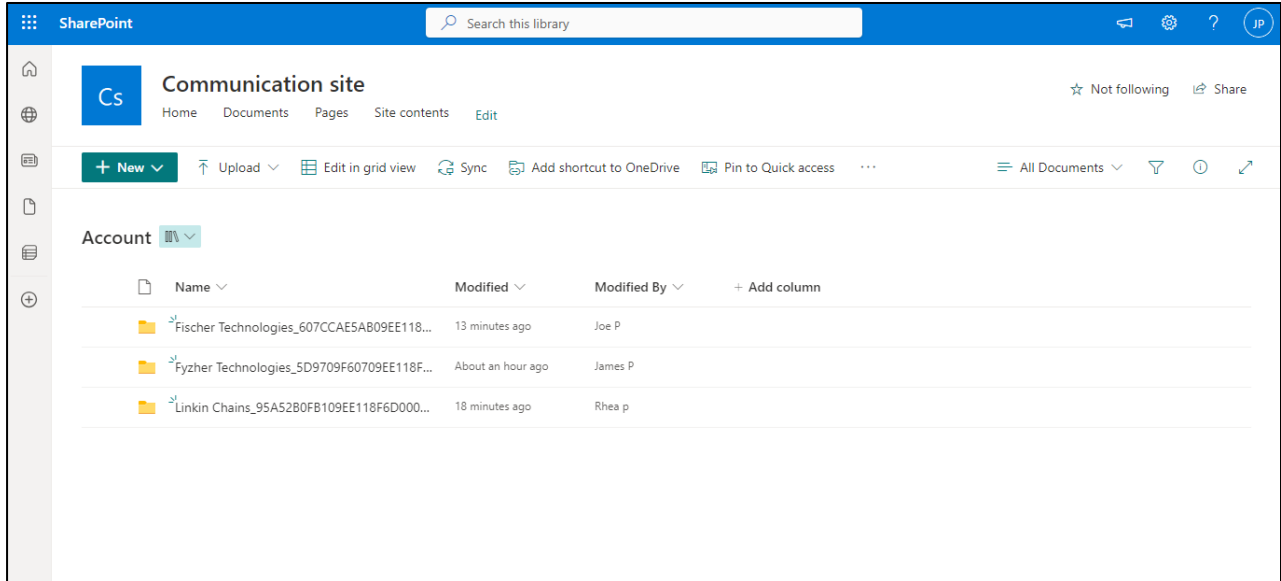 SharePoint
Search this library
?
JP
Cs
Communication site
Not following
Share
Home Documents Pages Site contents Edit
+ New Upload Edit in grid view Sync Add shortcut to OneDrive Pin to Quick access ··· All Documents
Account
Name Modified Modified By + Add column
Fischer Technologies_607CCAE5AB09EE118... 13 minutes ago Joe P
Fyzher Technologies_5D9709F60709EE118F... About an hour ago James P
Linkin Chains_95A52B0FB109EE118F6D000... 18 minutes ago Rhea p